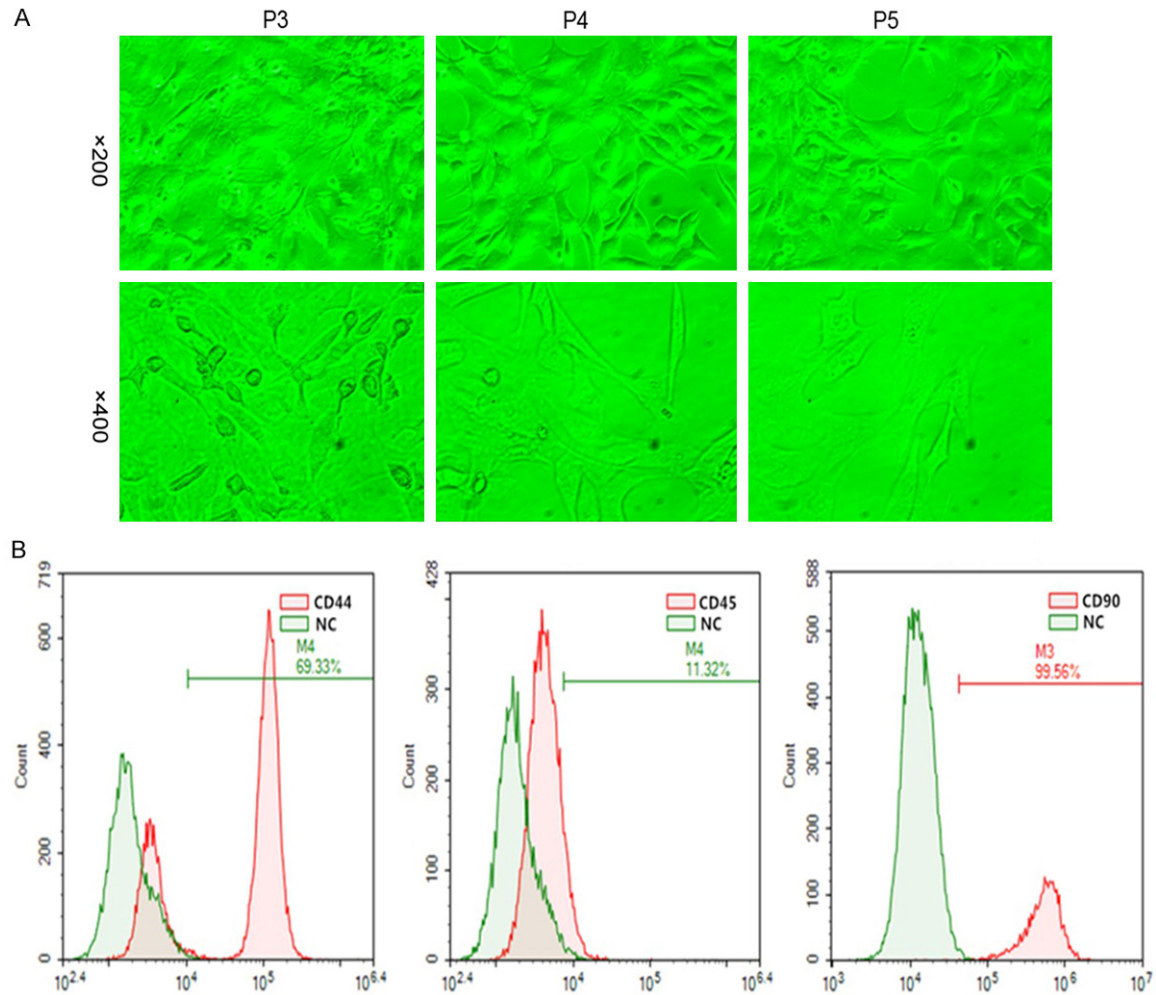 A
P3 P4 P5
×200
×400
B
719
600
400
200
0
Count
CD44
NC
M4
69.33%
10^2.4 10^4 10^5 10^6.4
428
300
200
100
0
Count
CD45
NC
M4
11.32%
10^2.4 10^4 10^5 10^6.4
588
500
400
300
200
100
0
Count
CD90
NC
M3
99.56%
10^3 10^4 10^5 10^6 10^7